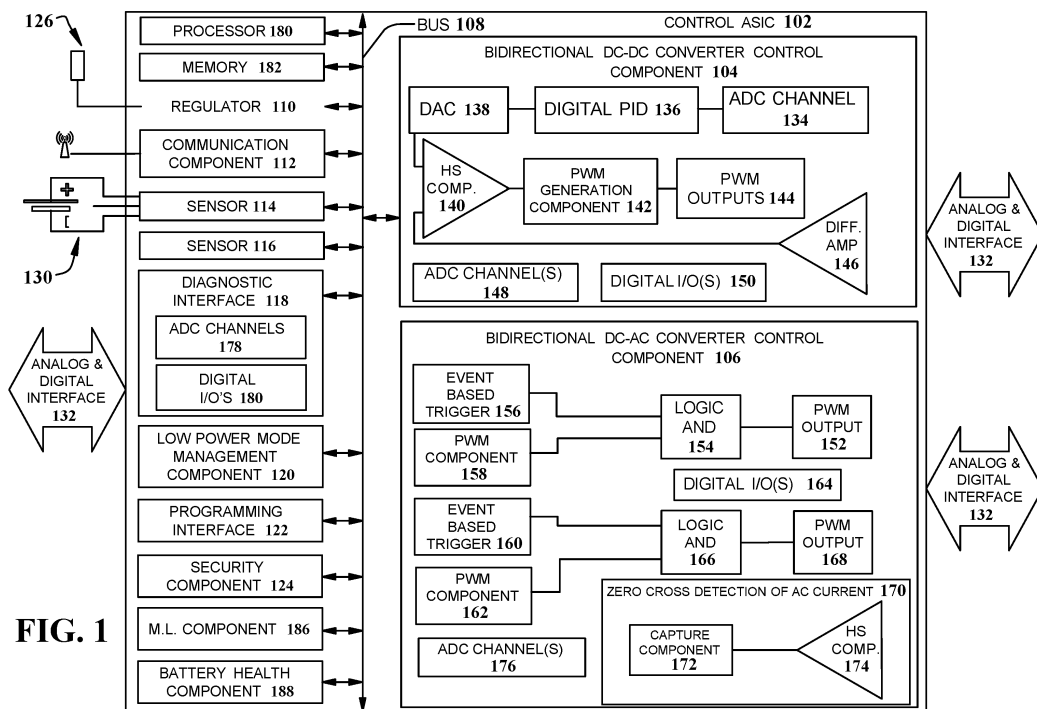 126
PROCESSOR 180
MEMORY 182
REGULATOR 110
COMMUNICATION
COMPONENT 112
+
SENSOR 114
130
SENSOR 116
DIAGNOSTIC
INTERFACE 118
ADC CHANNELS
178
DIGITAL
I/O'S 180
ANALOG &
DIGITAL
INTERFACE
132
LOW POWER MODE
MANAGEMENT
COMPONENT 120
PROGRAMMING
INTERFACE 122
SECURITY
COMPONENT 124
FIG. 1
M.L. COMPONENT 186
BATTERY HEALTH
COMPONENT 188
BUS 108
CONTROL ASIC 102
BIDIRECTIONAL DC-DC CONVERTER CONTROL
COMPONENT 104
DAC 138
DIGITAL PID 136
ADC CHANNEL
134
HS
COMP.
140
PWM
GENERATION
COMPONENT 142
PWM
OUTPUTS 144
DIFF.
AMP
146
ADC CHANNEL(S)
148
DIGITAL I/O(S) 150
ANALOG &
DIGITAL
INTERFACE
132
BIDIRECTIONAL DC-AC CONVERTER CONTROL
COMPONENT 106
EVENT
BASED
TRIGGER 156
PWM
COMPONENT
158
LOGIC
AND
154
PWM
OUTPUT
152
DIGITAL I/O(S) 164
EVENT
BASED
TRIGGER 160
PWM
COMPONENT
162
LOGIC
AND
166
PWM
OUTPUT
168
ZERO CROSS DETECTION OF AC CURRENT 170
CAPTURE
COMPONENT
172
HS
COMP.
174
ADC CHANNEL(S)
176
ANALOG &
DIGITAL
INTERFACE
132